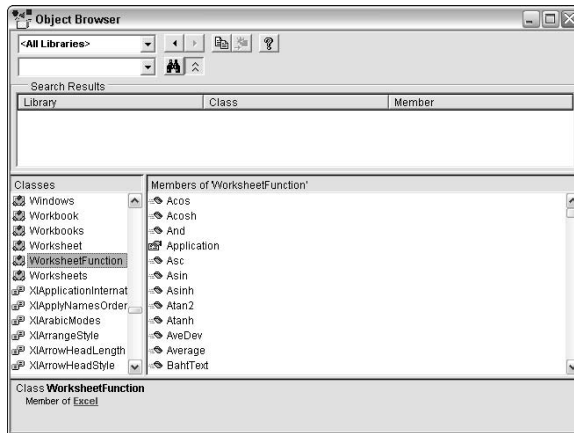 Object Browser
<All Libraries>
Search Results
Library Class Member
Classes
Windows
Workbook
Workbooks
Worksheet
WorksheetFunction
Worksheets
XlApplicationInternat
XlApplyNamesOrder
XlArabicModes
XlArrangeStyle
XlArrowHeadLength
XlArrowHeadStyle
Members of 'WorksheetFunction'
Acos
Acosh
And
Application
Asc
Asin
Asinh
Atan2
Atanh
AveDev
Average
BahtText
Class WorksheetFunction
Member of Excel